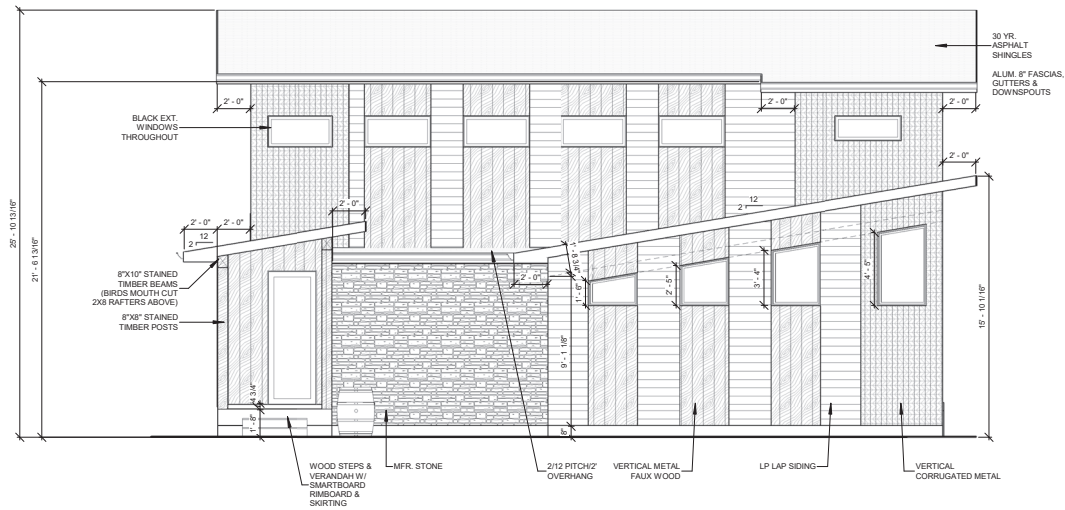 30 YR.
ASPHALT
SHINGLES
ALUM. 8" FASCIAS,
GUTTERS &
DOWNSPOUTS
2' - 0"
2' - 0"
2' - 0"
BLACK EXT.
WINDOWS
THROUGHOUT
2' - 0"
25' - 10 13/16"
21' - 6 13/16"
2' - 0"
2' - 0"
2' - 0"
12
2
12
2
8"X10" STAINED
TIMBER BEAMS
(BIRDS MOUTH CUT
2X8 RAFTERS ABOVE)
8"X8" STAINED
TIMBER POSTS
2' - 0"
1' - 8 3/4"
1' - 6"
2' - 5"
3' - 4"
4' - 5"
15' - 10 1/16"
9' - 1 1/8"
4 3/4"
1' - 6"
8"
WOOD STEPS &
VERANDAH W/
SMARTBOARD
RIMBOARD &
SKIRTING
MFR. STONE
2/12 PITCH/2'
OVERHANG
VERTICAL METAL
FAUX WOOD
LP LAP SIDING
VERTICAL
CORRUGATED METAL